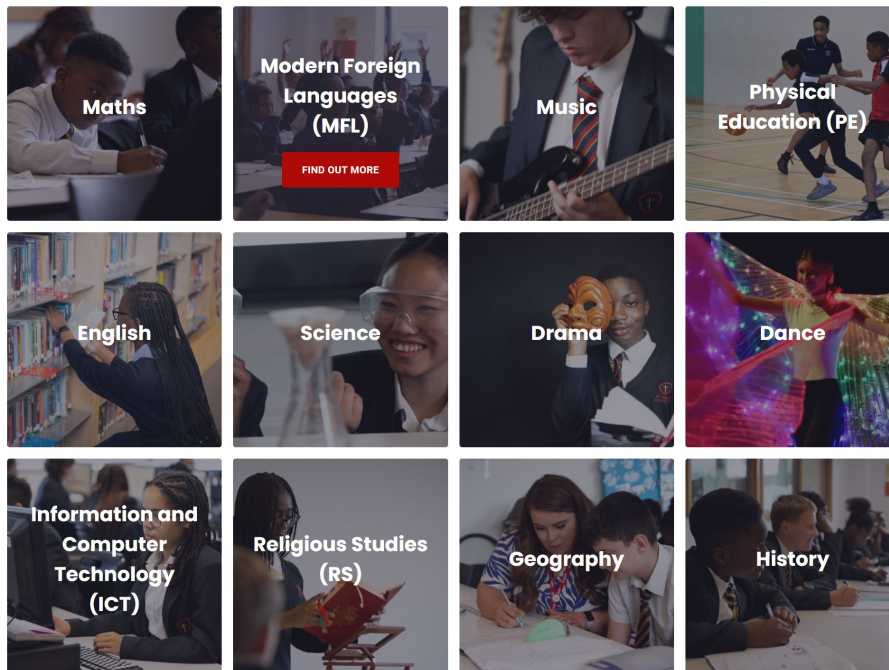 Maths
Modern Foreign
Languages
(MFL)
FIND OUT MORE
Music
Physical
Education (PE)
English
Science
Drama
Dance
Information and
Computer
Technology
(ICT)
Religious Studies
(RS)
Geography
History